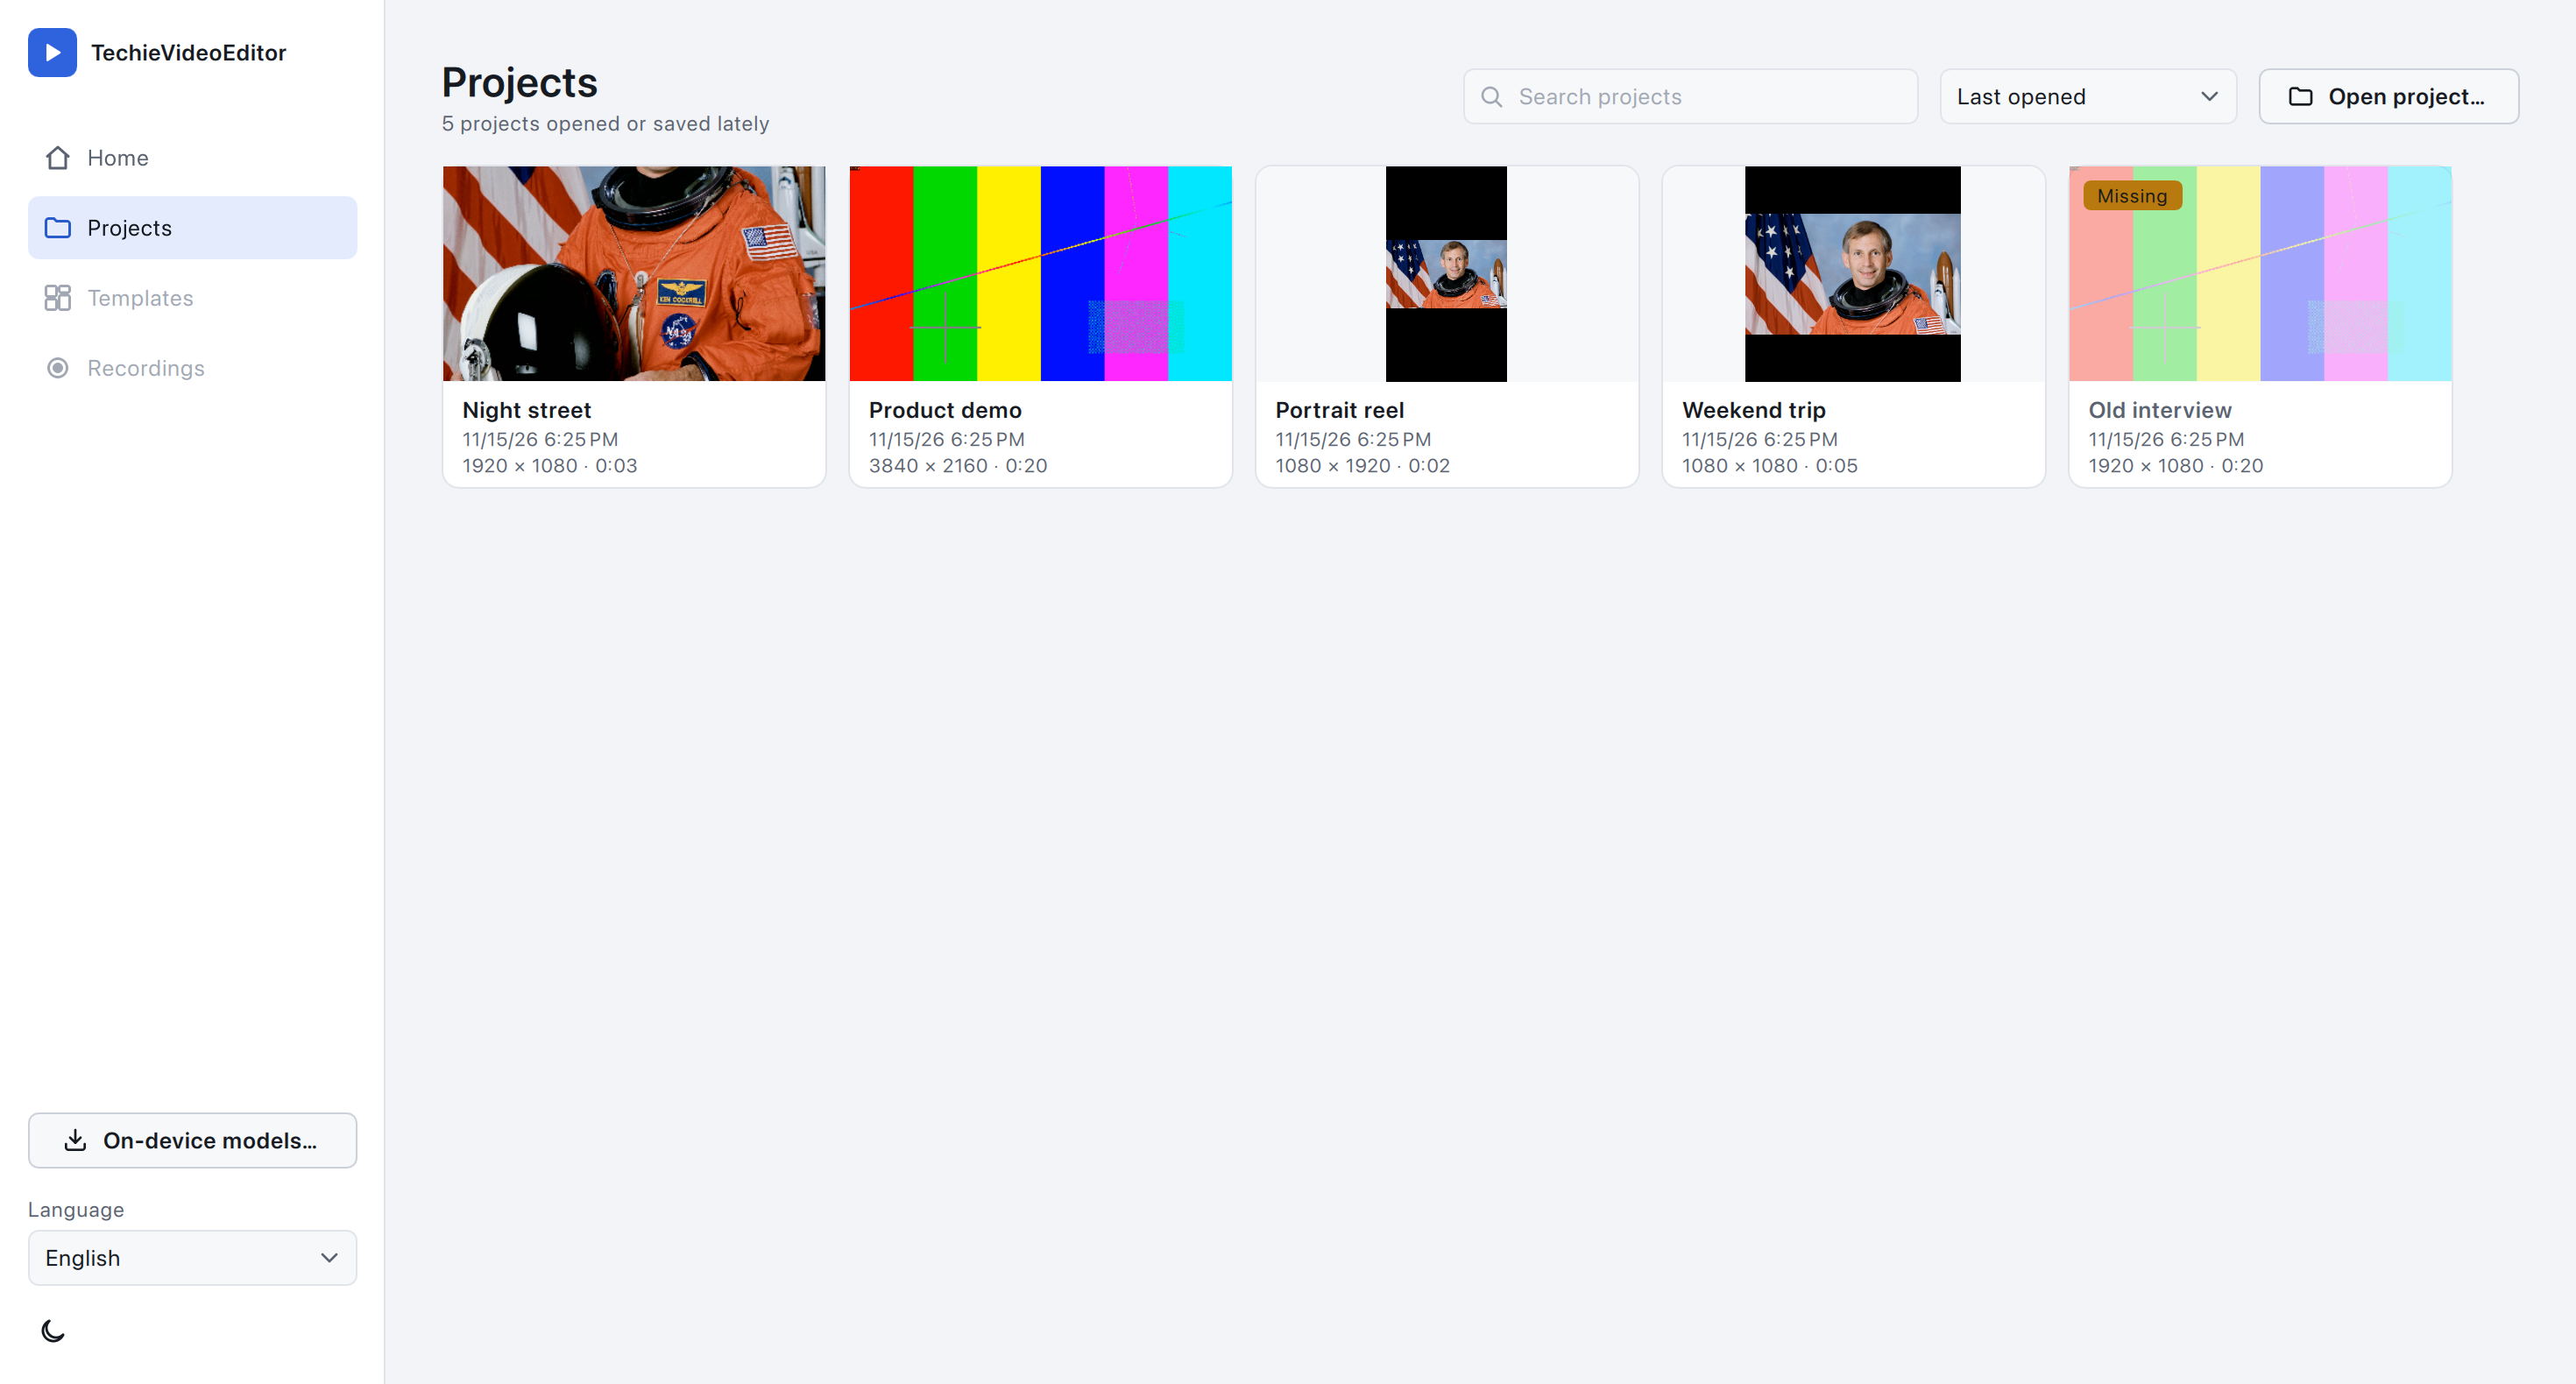 TechieVideoEditor
Home
Projects
Templates
Recordings
On-device models...
Language
English
Projects
5 projects opened or saved lately
Search projects
Last opened
Open project...
KEN COCKRELL
NASA
Night street
11/15/26 6:25 PM
1920 × 1080 · 0:03
Product demo
11/15/26 6:25 PM
3840 × 2160 · 0:20
Portrait reel
11/15/26 6:25 PM
1080 × 1920 · 0:02
Weekend trip
11/15/26 6:25 PM
1080 × 1080 · 0:05
Missing
Old interview
11/15/26 6:25 PM
1920 × 1080 · 0:20